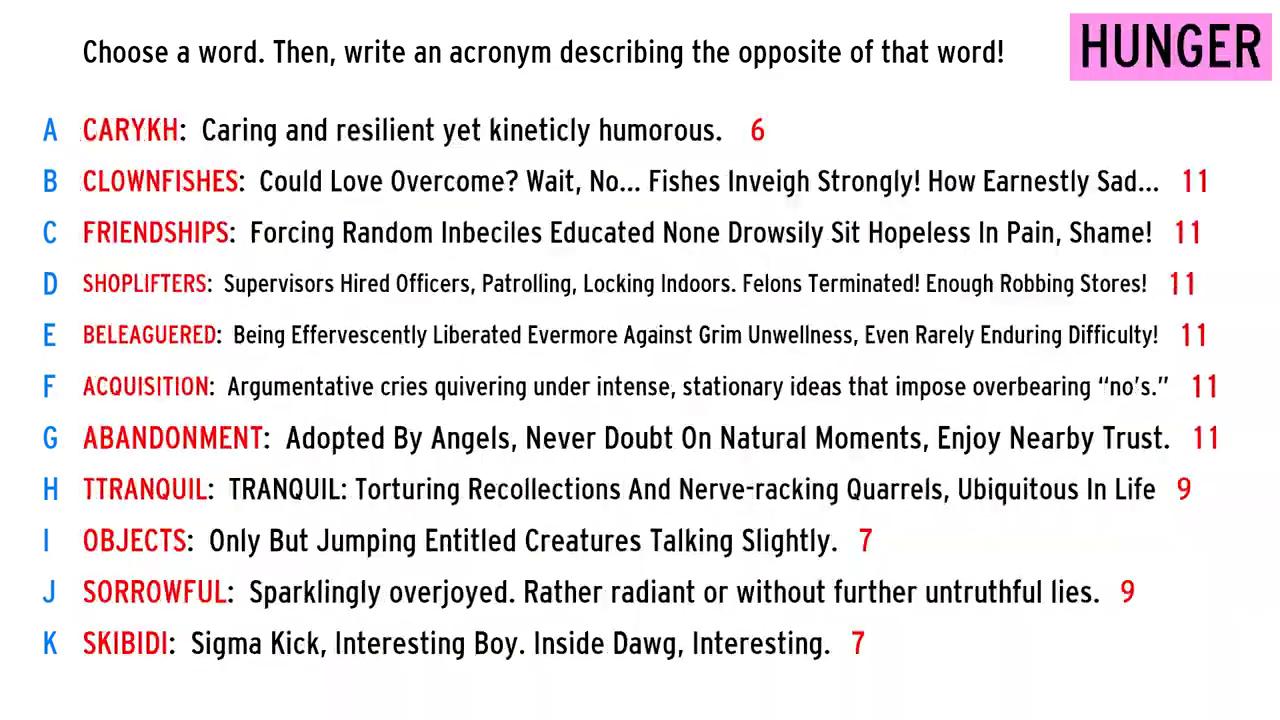 Choose a word. Then, write an acronym describing the opposite of that word!
HUNGER
A CARYKH: Caring and resilient yet kineticly humorous. 6
B CLOWNFISHES: Could Love Overcome? Wait, No... Fishes Inveigh Strongly! How Earnestly Sad... 11
C FRIENDSHIPS: Forcing Random Inbeciles Educated None Drowsily Sit Hopeless In Pain, Shame! 11
D SHOPLIFTERS: Supervisors Hired Officers, Patrolling, Locking Indoors. Felons Terminated! Enough Robbing Stores! 11
E BELEAGUERED: Being Effervescently Liberated Evermore Against Grim Unwellness, Even Rarely Enduring Difficulty! 11
F ACQUISITION: Argumentative cries quivering under intense, stationary ideas that impose overbearing “no's.” 11
G ABANDONMENT: Adopted By Angels, Never Doubt On Natural Moments, Enjoy Nearby Trust. 11
H TTRANQUIL: TRANQUIL: Torturing Recollections And Nerve-racking Quarrels, Ubiquitous In Life 9
I OBJECTS: Only But Jumping Entitled Creatures Talking Slightly. 7
J SORROWFUL: Sparklingly overjoyed. Rather radiant or without further untruthful lies. 9
K SKIBIDI: Sigma Kick, Interesting Boy. Inside Dawg, Interesting. 7